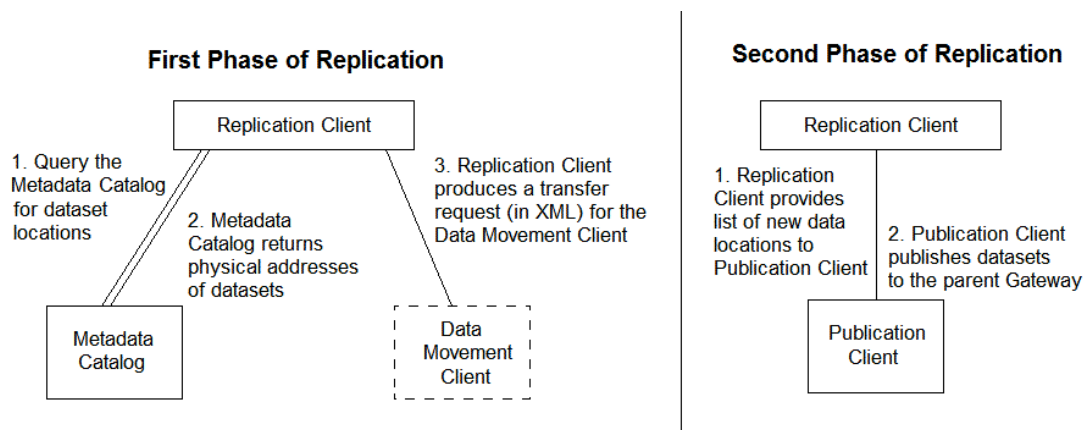 First Phase of Replication
Replication Client
1. Query the
Metadata Catalog
for dataset
locations
2. Metadata
Catalog returns
physical addresses
of datasets
3. Replication Client
produces a transfer
request (in XML) for the
Data Movement Client
Metadata
Catalog
Data
Movement
Client
Second Phase of Replication
Replication Client
1. Replication
Client provides
list of new data
locations to
Publication Client
2. Publication Client
publishes datasets
to the parent Gateway
Publication
Client